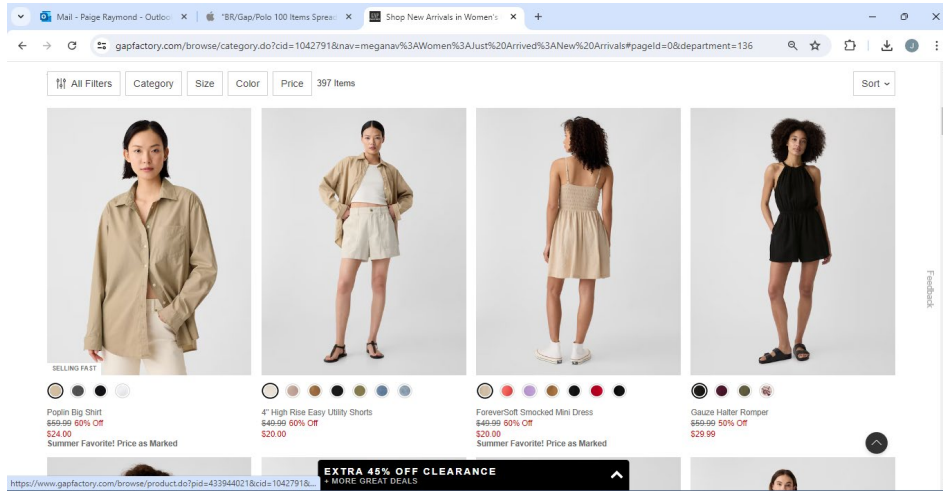 Mail - Paige Raymond - Outloo
"BR/Gap/Polo 100 Items Spread
Shop New Arrivals in Women's
gapfactory.com/browse/category.do?cid=1042791&nav=meganav%3AWomen%3AJust%20Arrived%3ANew%20Arrivals#pageId=0&department=136
J
All Filters
Category
Size
Color
Price
397 Items
Sort
SELLING FAST
Poplin Big Shirt
$59.99 60% Off
$24.00
Summer Favorite! Price as Marked
4" High Rise Easy Utility Shorts
$49.99 60% Off
$20.00
ForeverSoft Smocked Mini Dress
$49.99 60% Off
$20.00
Summer Favorite! Price as Marked
Gauze Halter Romper
$59.99 50% Off
$29.99
Feedback
EXTRA 45% OFF CLEARANCE
+ MORE GREAT DEALS
https://www.gapfactory.com/browse/product.do?pid=433944021&cid=1042791&...